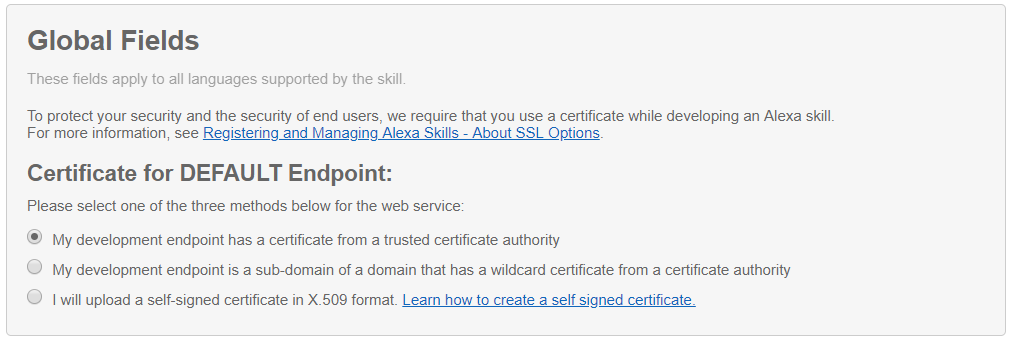 Global Fields
These fields apply to all languages supported by the skill.
To protect your security and the security of end users, we require that you use a certificate while developing an Alexa skill.
For more information, see Registering and Managing Alexa Skills - About SSL Options.
Certificate for DEFAULT Endpoint:
Please select one of the three methods below for the web service:
My development endpoint has a certificate from a trusted certificate authority
My development endpoint is a sub-domain of a domain that has a wildcard certificate from a certificate authority
I will upload a self-signed certificate in X.509 format. Learn how to create a self signed certificate.